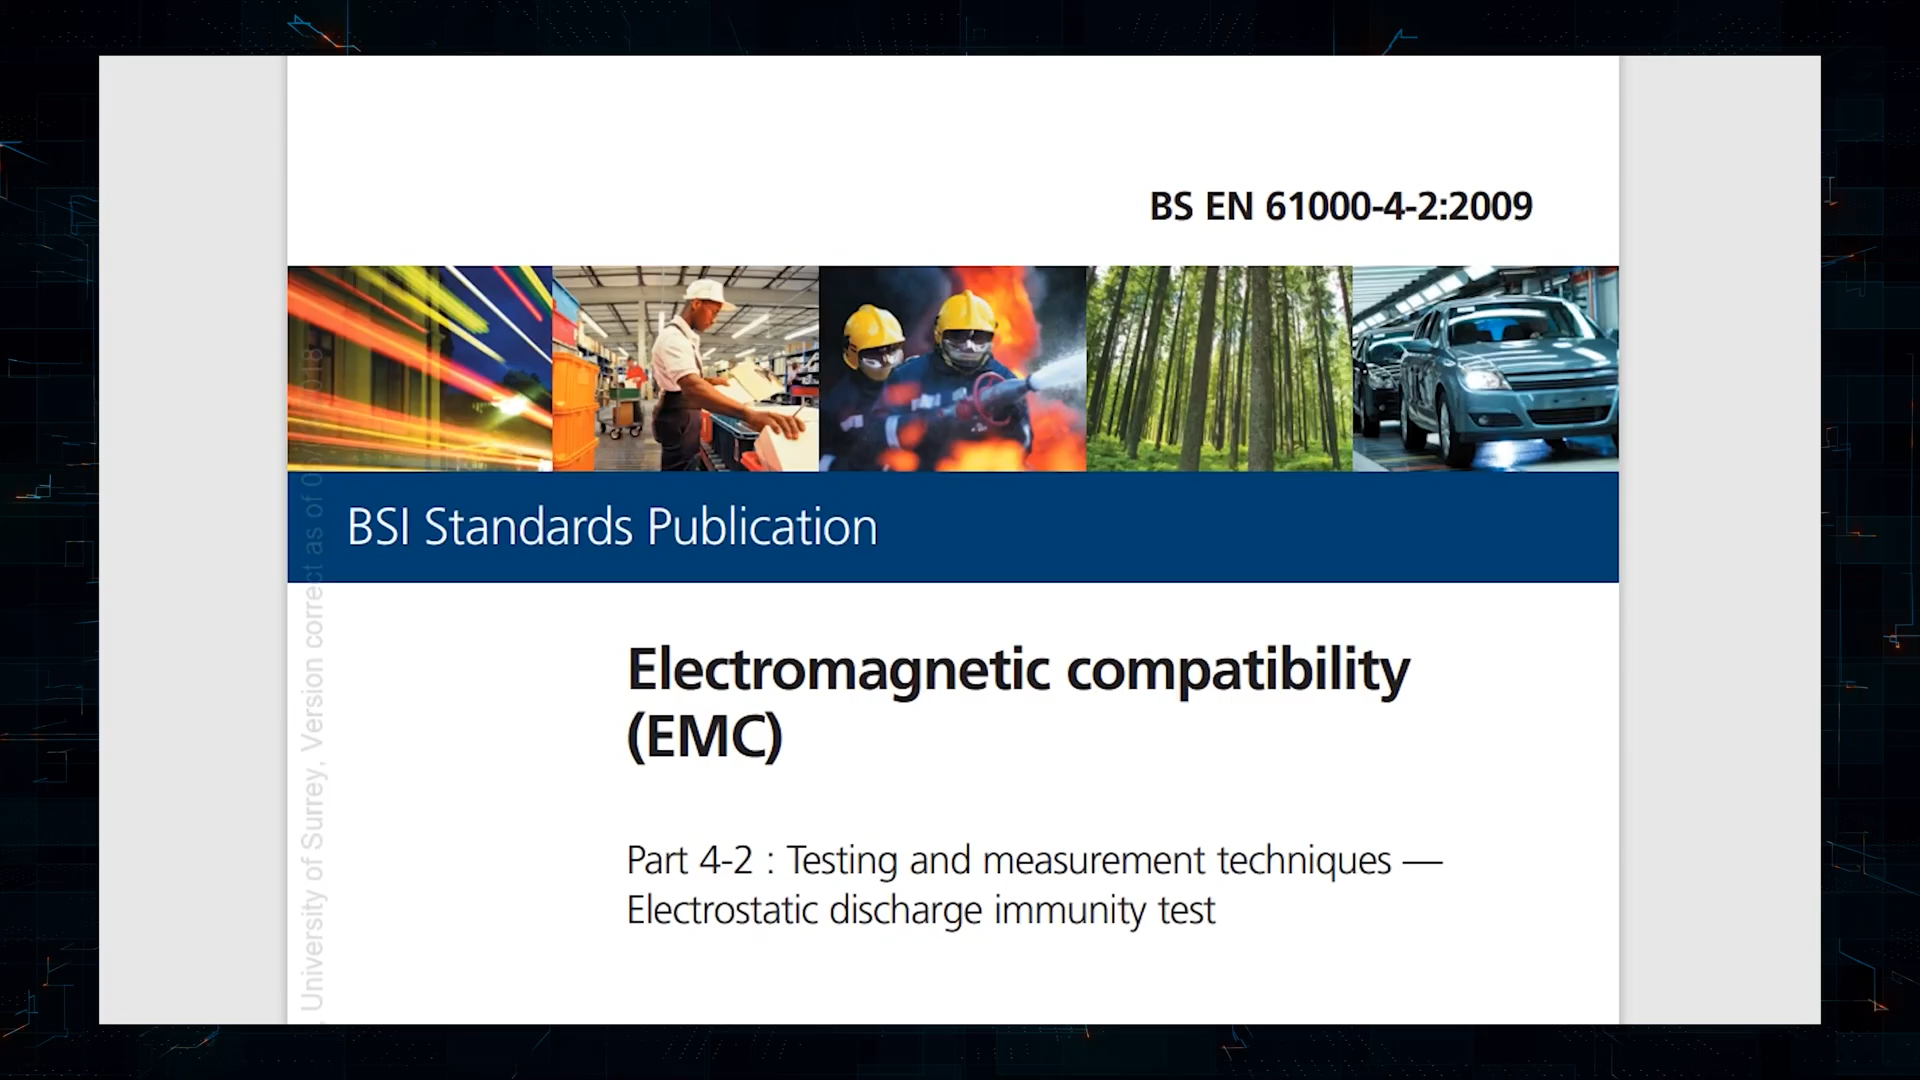 BS EN 61000-4-2:2009
BSI Standards Publication
Electromagnetic compatibility
(EMC)
Part 4-2 : Testing and measurement techniques —
Electrostatic discharge immunity test
, University of Surrey, Version correct as of